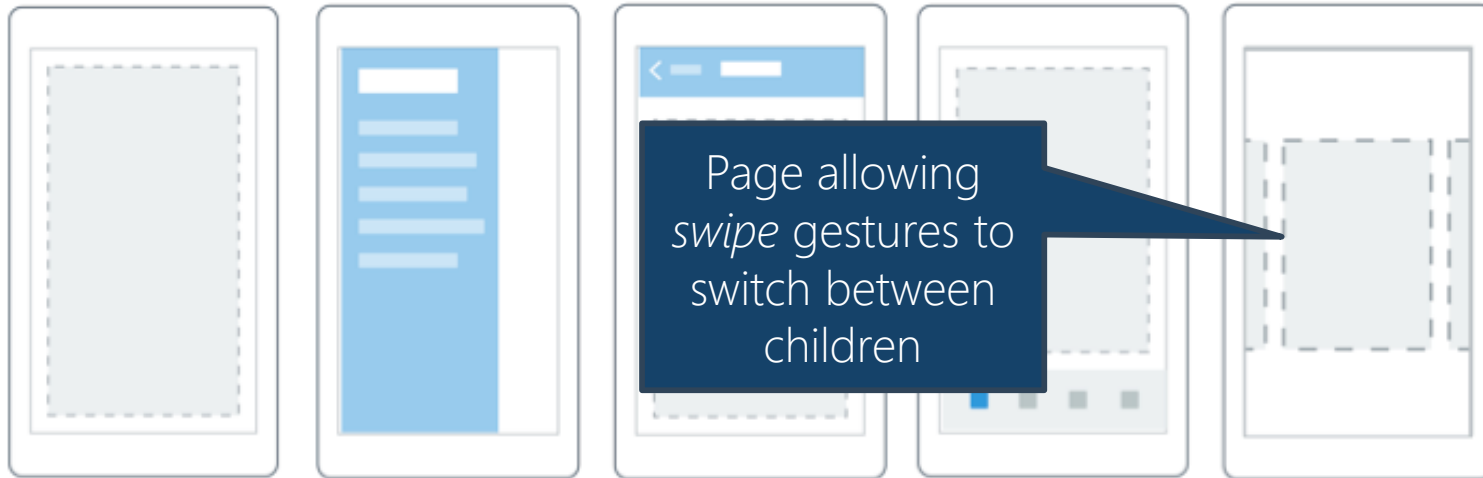 Page allowing
swipe gestures to
switch between
children